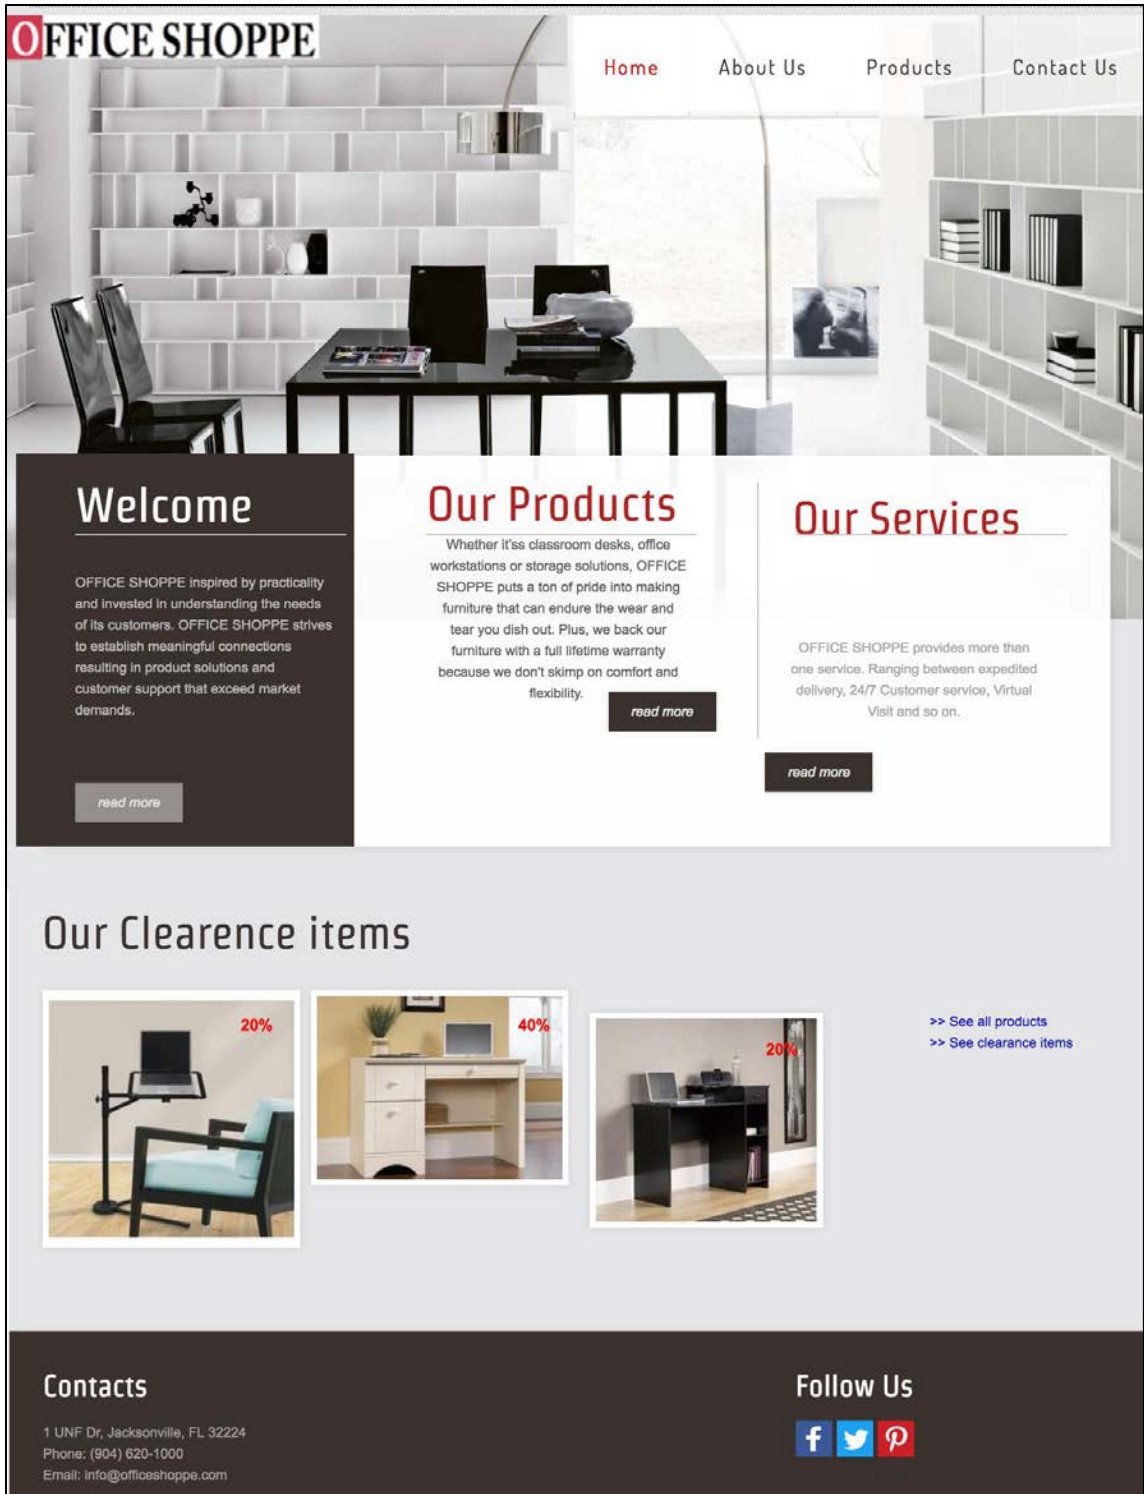 OFFICE SHOPPE
Home About Us Products Contact Us
Welcome
OFFICE SHOPPE inspired by practicality
and invested in understanding the needs
of its customers. OFFICE SHOPPE strives
to establish meaningful connections
resulting in product solutions and
customer support that exceed market
demands.
read more
Our Products
Whether it'ss classroom desks, office
workstations or storage solutions, OFFICE
SHOPPE puts a ton of pride into making
furniture that can endure the wear and
tear you dish out. Plus, we back our
furniture with a full lifetime warranty
because we don't skimp on comfort and
flexibility.
read more
Our Services
OFFICE SHOPPE provides more than
one service. Ranging between expedited
delivery, 24/7 Customer service, Virtual
Visit and so on.
read more
Our Clearence items
20%
40%
20%
>> See all products
>> See clearance items
Contacts
1 UNF Dr, Jacksonville, FL 32224
Phone: (904) 620-1000
Email: info@officeshoppe.com
Follow Us